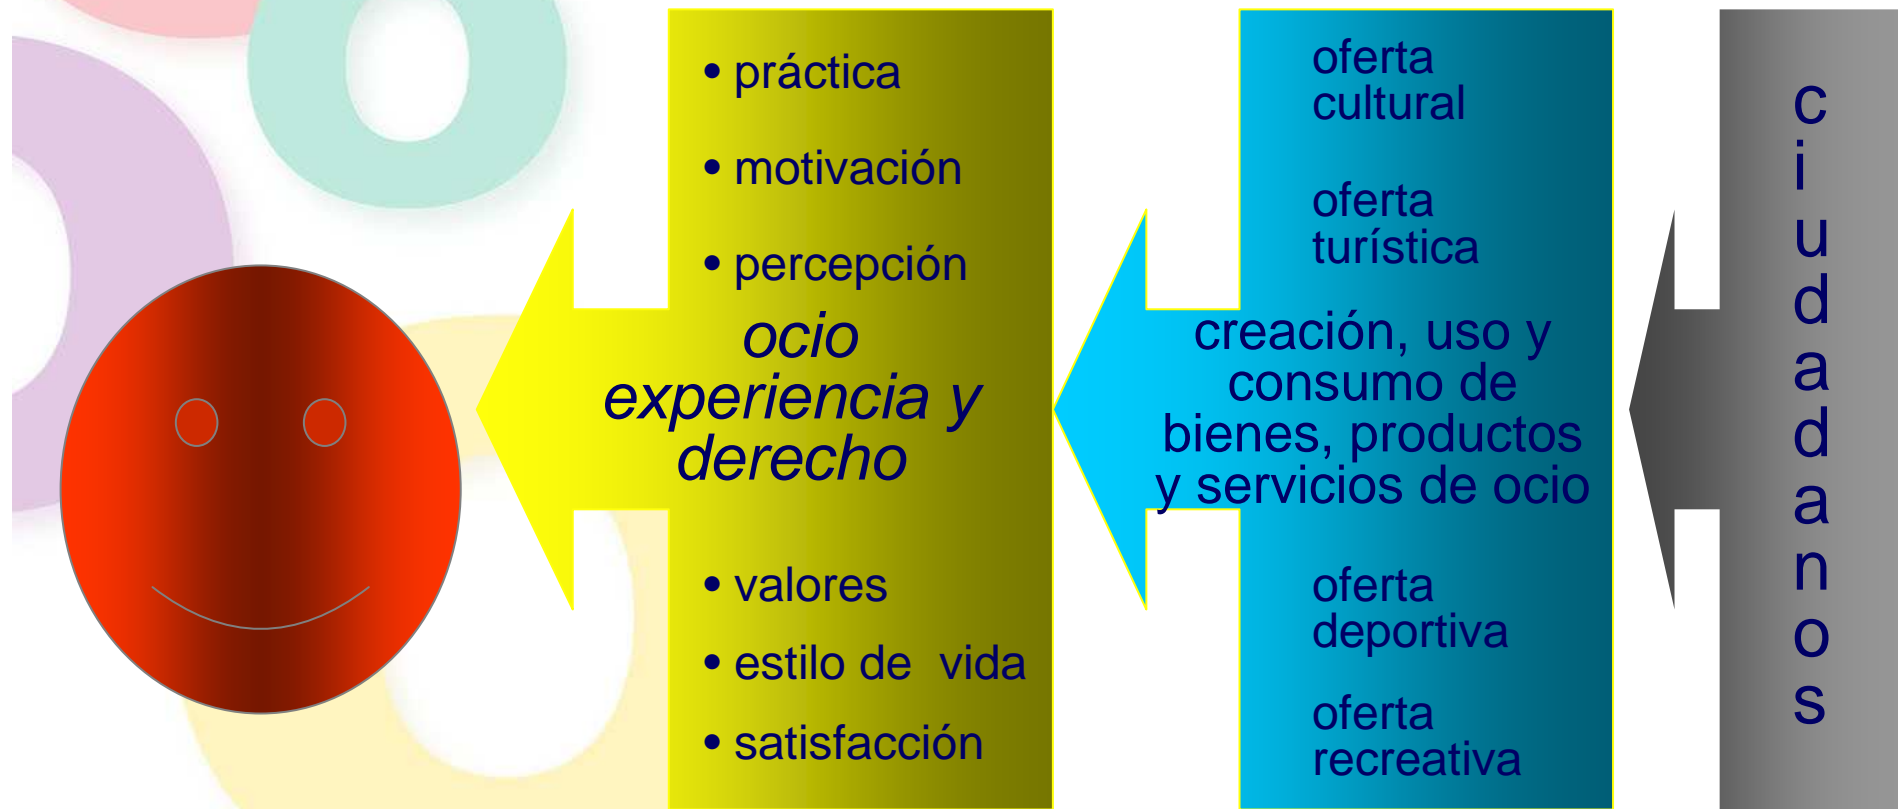 • práctica
• motivación
• percepción
ocio
experiencia y
derecho
• valores
• estilo de  vida
• satisfacción
oferta
cultural
oferta
turística
creación, uso y
consumo de
bienes, productos
y servicios de ocio
oferta
deportiva
oferta
recreativa
c
i
u
d
a
d
a
n
o
s